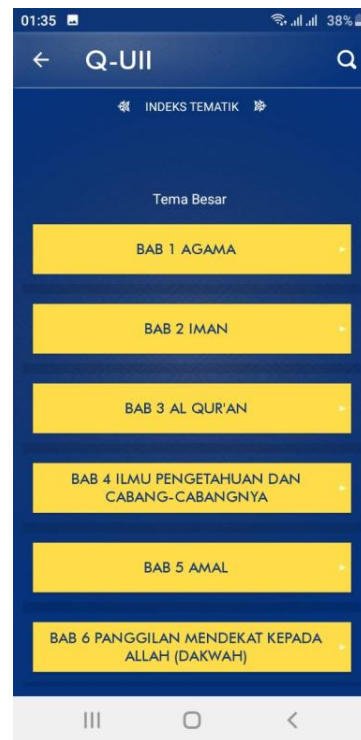 01:35 38%
Q-UII
INDEKS TEMATIK
Tema Besar
BAB 1 AGAMA
BAB 2 IMAN
BAB 3 AL QUR'AN
BAB 4 ILMU PENGETAHUAN DAN
CABANG-CABANGNYA
BAB 5 AMAL
BAB 6 PANGGILAN MENDEKAT KEPADA
ALLAH (DAKWAH)